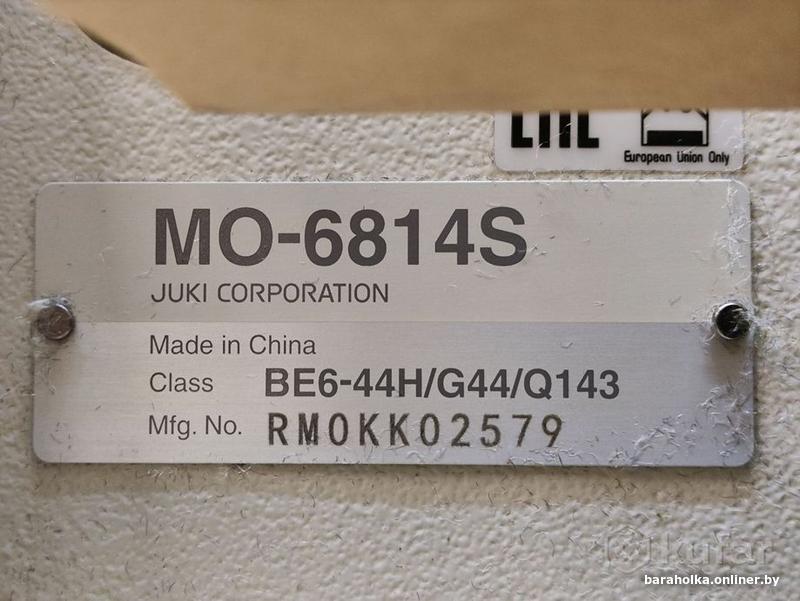 ENEC
European Union Only
MO-6814S
JUKI CORPORATION
Made in China
Class BE6-44H/G44/Q143
Mfg. No. RM0KK02579
kufar
baraholka.onliner.by